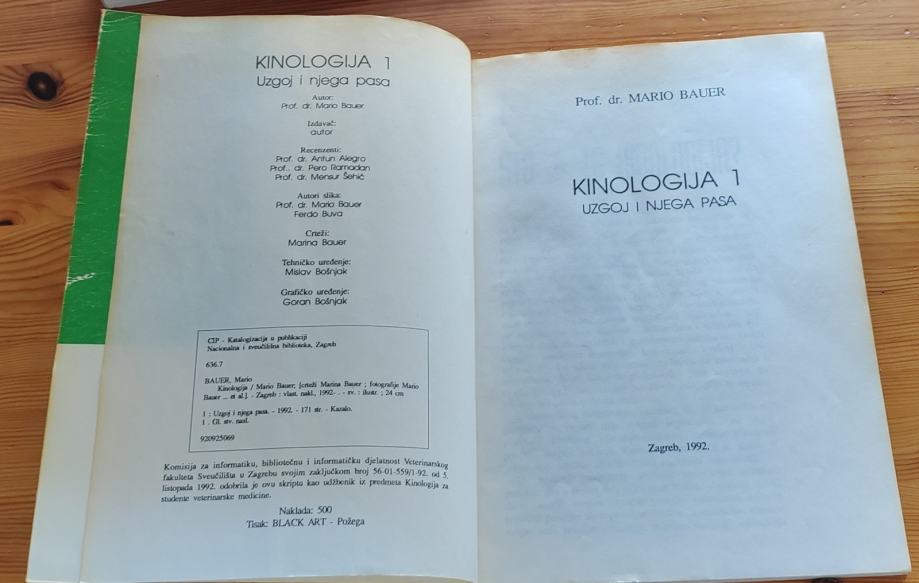 KINOLOGIJA 1
Uzgoj i njega pasa
Autor:
Prof. dr. Mario Bauer
Izdavač:
autor
Recenzenti:
Prof. dr. Antun Alegro
Prof. dr. Pero Ramadan
Prof. dr. Mensur Šehić
Autori slika:
Prof. dr. Mario Bauer
Ferdo Buva
Crteži:
Marina Bauer
Tehničko uređenje:
Mislav Bošnjak
Grafičko uređenje:
Goran Bošnjak
CIP - Katalogizacija u publikaciji
Nacionalna i sveučilišna biblioteka, Zagreb
636.7
BAUER, Mario
Kinologija / Mario Bauer, [crteži Marina Bauer ; fotografije Mario
Bauer ... et al.]. - Zagreb : vlast. nakl., 1992- . - sv. : ilustr. ; 24 cm
1 : Uzgoj i njega pasa. - 1992. - 171 str. - Kazalo.
1 . Gl. stv. nasl.
920925069
Komisija za informatiku, bibliotečnu i informatičku djelatnost Veterinarskog
fakulteta Sveučilišta u Zagrebu svojim zaključkom broj 56-01-559/1-92. od 5.
listopada 1992. odobrila je ovu skriptu kao udžbenik iz predmeta Kinologija za
studente veterinarske medicine.
Naklada: 500
Tisak: BLACK ART - Požega
Prof. dr. MARIO BAUER
KINOLOGIJA 1
UZGOJ I NJEGA PASA
Zagreb, 1992.